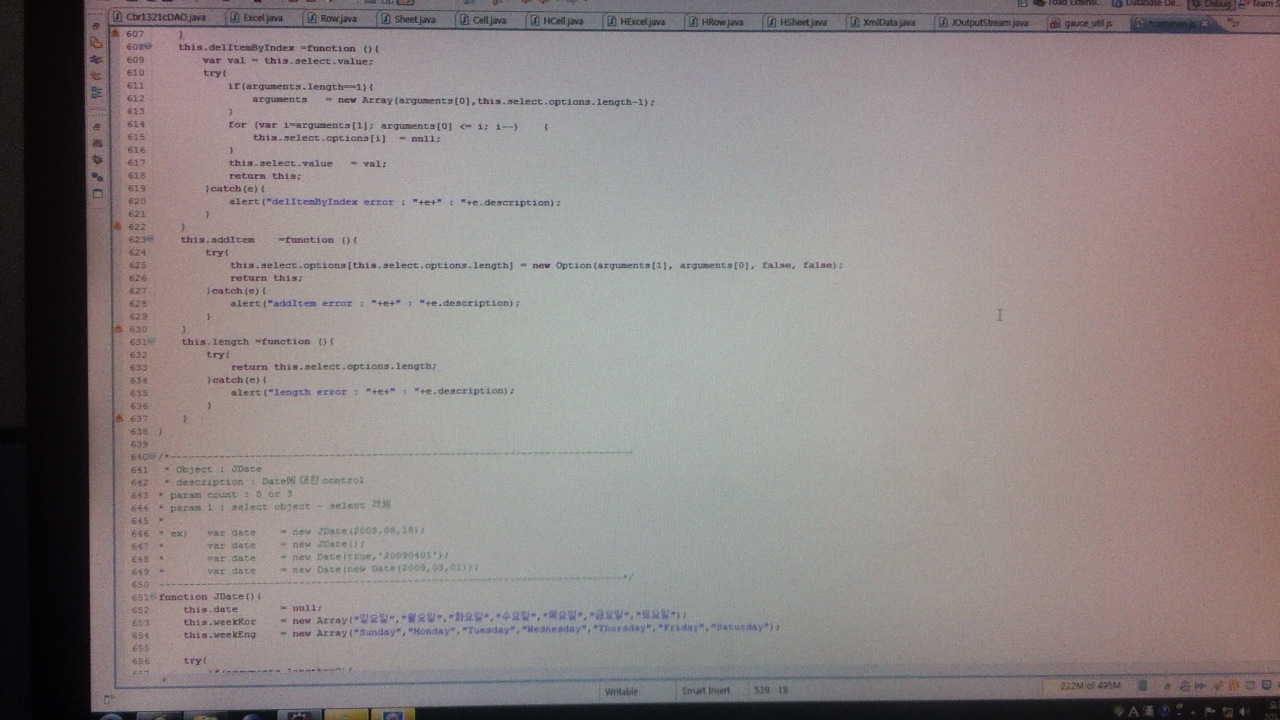 Cbr1321cDAO.java Excel.java Row.java Sheet.java Cell.java HCell.java HExcel.java HRow.java HSheet.java XmlData.java JOutputStream.java gauce_util.js
607 }
608 this.delItemByIndex =function (){
609 var val = this.select.value;
610 try{
611 if(arguments.length==1){
612 arguments = new Array(arguments[0],this.select.options.length-1);
613 }
614 for (var i=arguments[1]; arguments[0] <= i; i--) {
615 this.select.options[i] = null;
616 }
617 this.select.value = val;
618 return this;
619 }catch(e){
620 alert("delItemByIndex error : "+e+" : "+e.description);
621 }
622 }
623 this.addItem =function (){
624 try{
625 this.select.options[this.select.options.length] = new Option(arguments[1], arguments[0], false, false);
626 return this;
627 }catch(e){
628 alert("addItem error : "+e+" : "+e.description);
629 }
630 }
631 this.length =function (){
632 try{
633 return this.select.options.length;
634 }catch(e){
635 alert("length error : "+e+" : "+e.description);
636 }
637 }
638 }
639
640 /*-----------------------------------------------------------
641 * Object : JDate
642 * description : Date에 대한 control
643 * param count : 0 or 3
644 * param 1 : select object - select 객체
645 *
646 * ex) var date = new JDate(2008,08,18);
647 * var date = new JDate();
648 * var date = new Date(true,'20090401');
649 * var date = new Date(new Date(2009,03,01));
650 -----------------------------------------------------------*/
651 function JDate(){
652 this.date = null;
653 this.weekKor = new Array("일요일","월요일","화요일","수요일","목요일","금요일","토요일");
654 this.weekEng = new Array("Sunday","Monday","Tuesday","Wednesday","Thursday","Friday","Saturday");
655
656 try{
Writable Smart Insert 539 : 18 222M of 495M
A 漢